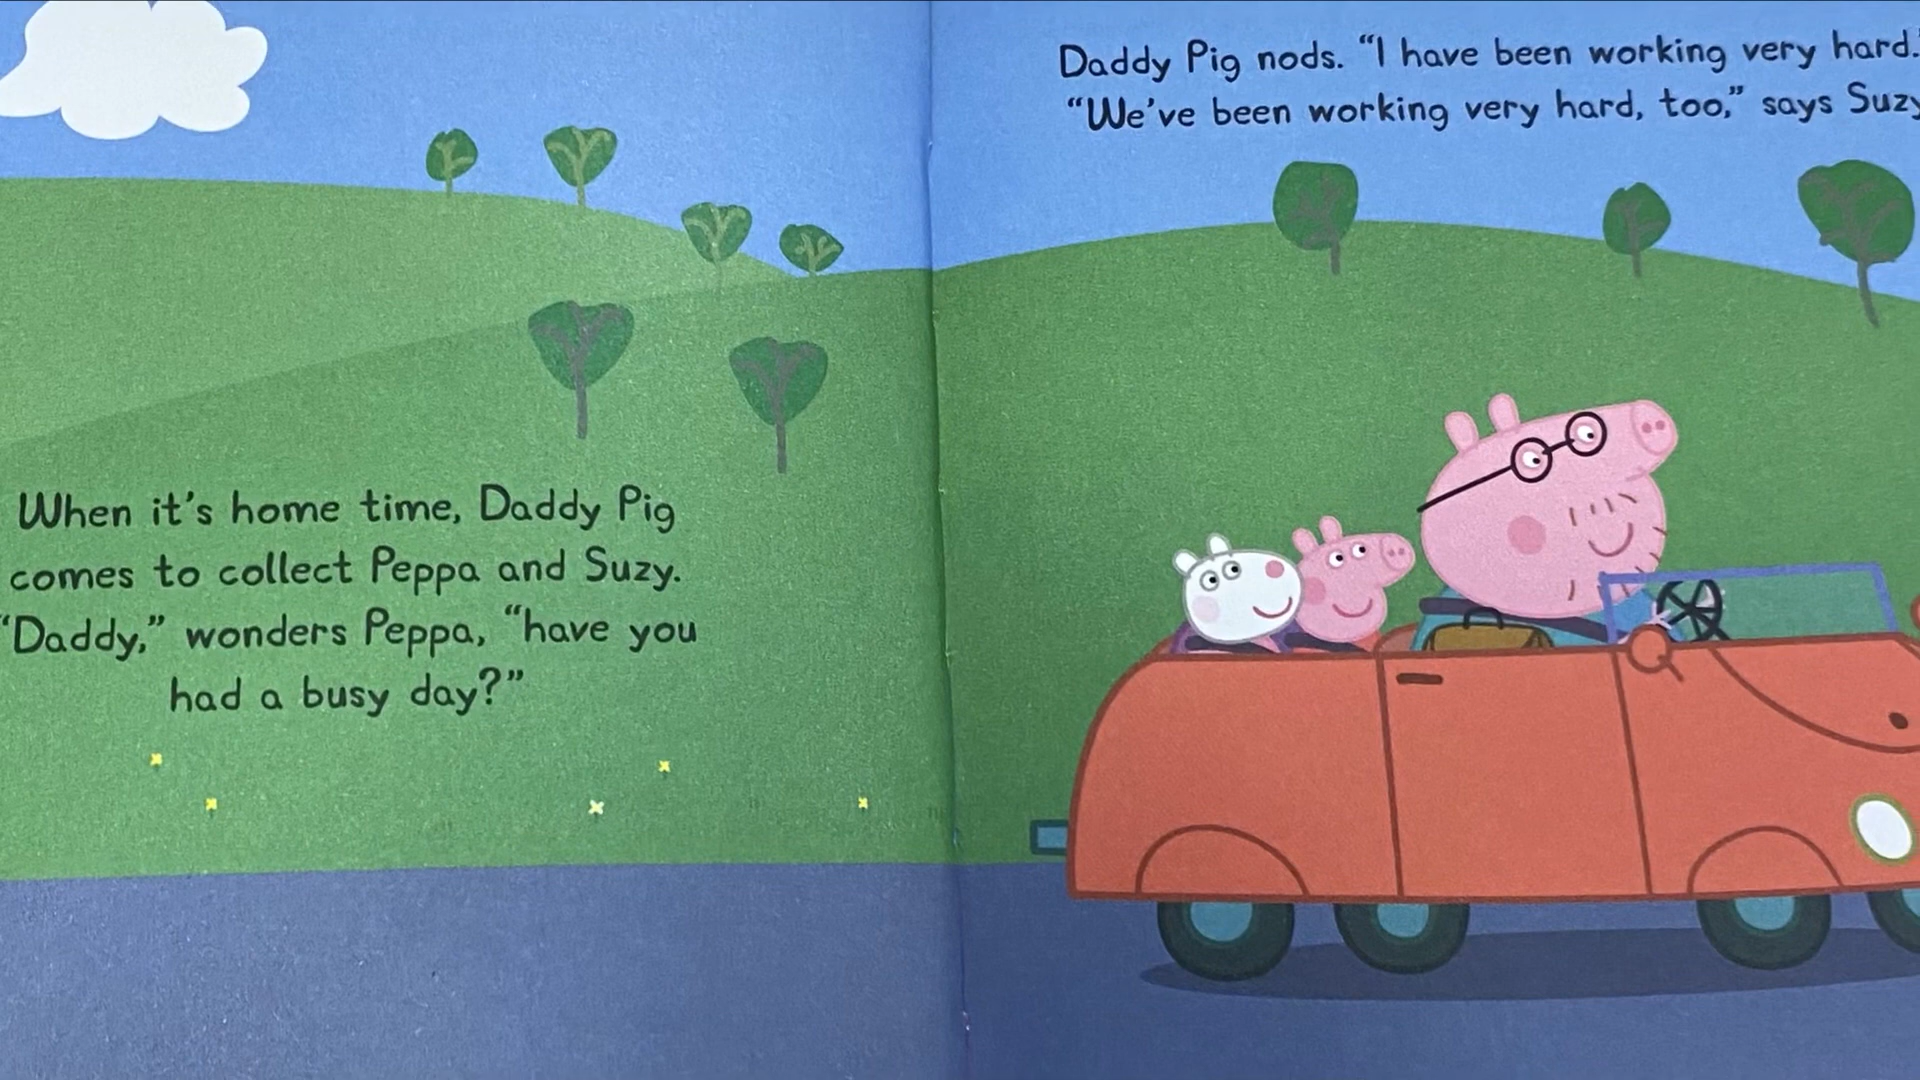 When it's home time, Daddy Pig
comes to collect Peppa and Suzy.
“Daddy,” wonders Peppa, “have you
had a busy day?”
Daddy Pig nods. “I have been working very hard.”
“We've been working very hard, too,” says Suzy